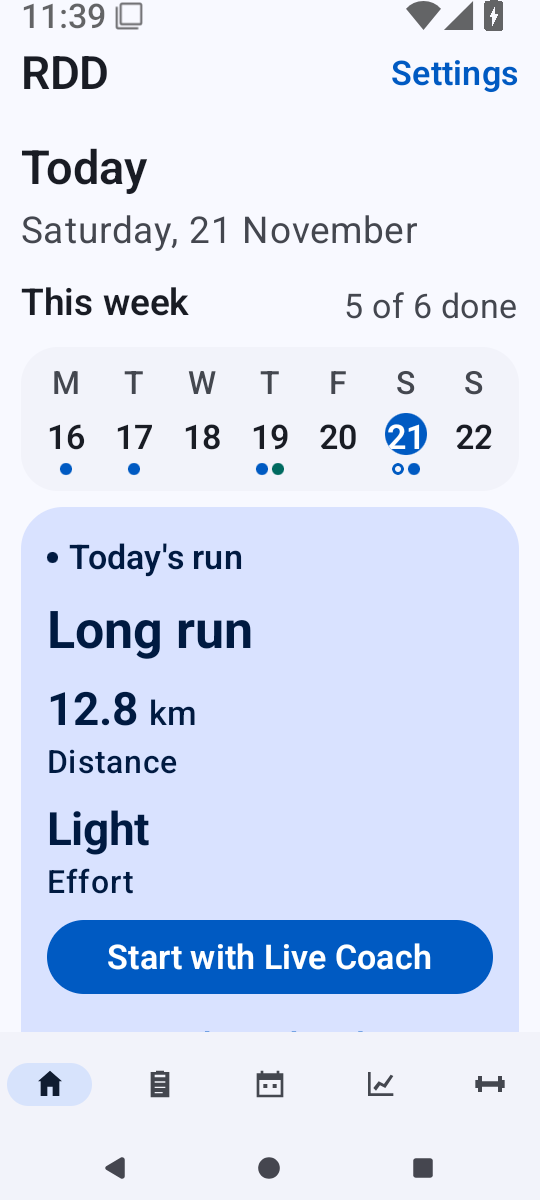 11:39
RDD Settings
Today
Saturday, 21 November
This week 5 of 6 done
M T W T F S S
16 17 18 19 20 21 22
• Today's run
Long run
12.8 km
Distance
Light
Effort
Start with Live Coach